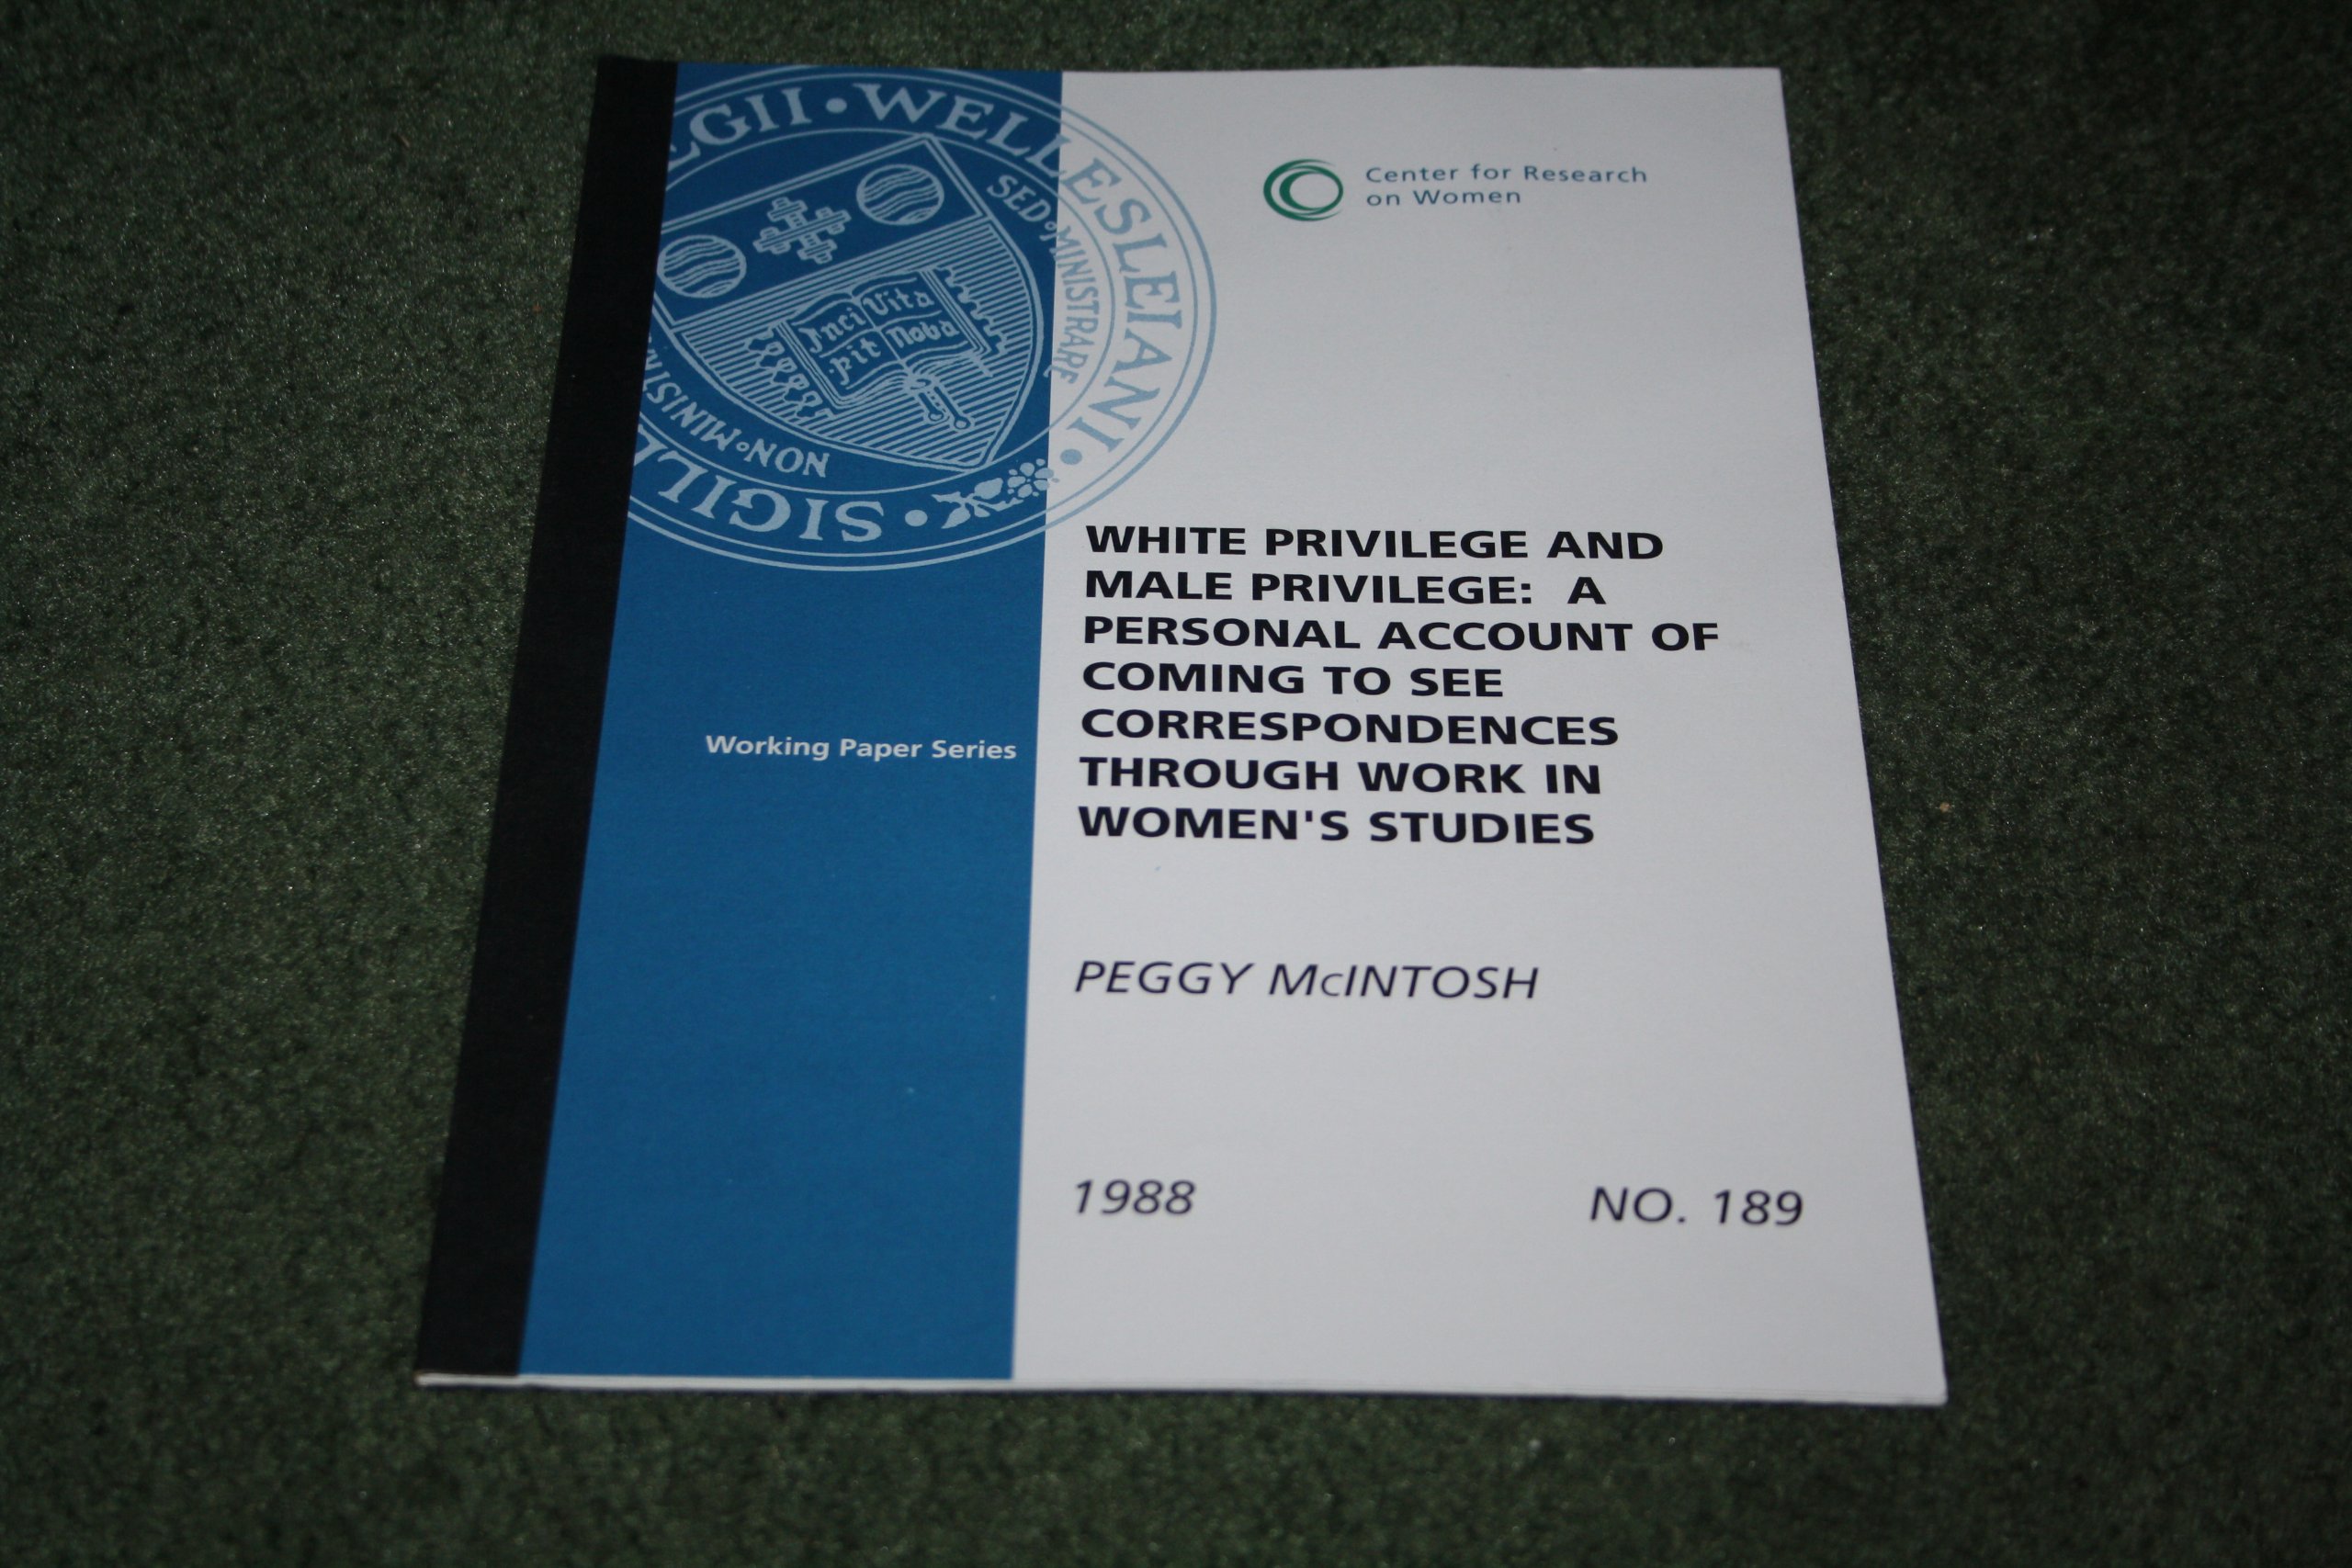 EGII • WELLESLEIANI •
SIGIL
NON◦MINIST
SED◦MINISTRARE
Inci Vita
pit Noba
Center for Research
on Women
WHITE PRIVILEGE AND
MALE PRIVILEGE: A
PERSONAL ACCOUNT OF
COMING TO SEE
CORRESPONDENCES
THROUGH WORK IN
WOMEN'S STUDIES
Working Paper Series
PEGGY McINTOSH
1988 NO. 189